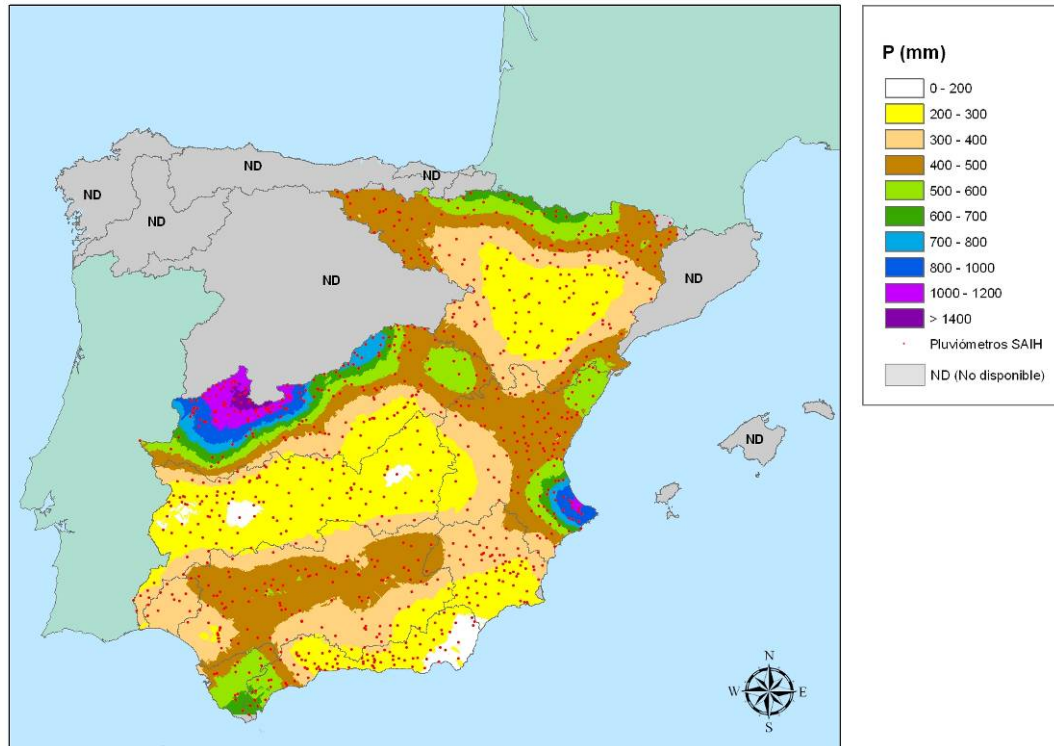 ND
ND
ND
ND
ND
ND
ND
N
W E
S
P (mm)
0 - 200
200 - 300
300 - 400
400 - 500
500 - 600
600 - 700
700 - 800
800 - 1000
1000 - 1200
> 1400
Pluviómetros SAIH
ND (No disponible)